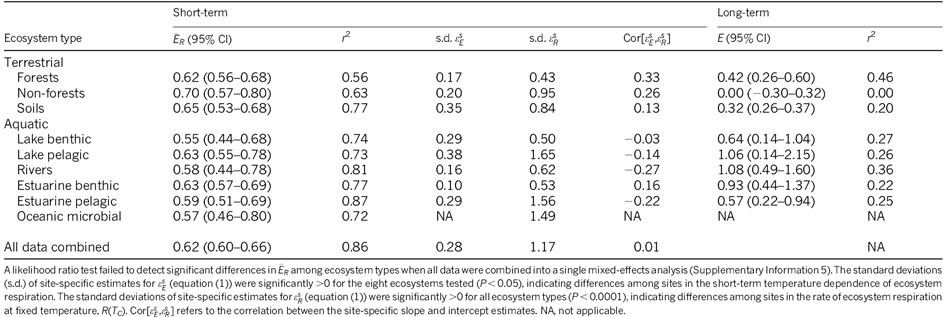 Short-term Long-term
Ecosystem type ĒR (95% CI) r² s.d. εˢE s.d. εˢR Cor[εˢE,εˢR] E (95% CI) r²
Terrestrial
Forests 0.62 (0.56–0.68) 0.56 0.17 0.43 0.33 0.42 (0.26–0.60) 0.46
Non-forests 0.70 (0.57–0.80) 0.63 0.20 0.95 0.26 0.00 (−0.30–0.32) 0.00
Soils 0.65 (0.53–0.68) 0.77 0.35 0.84 0.13 0.32 (0.26–0.37) 0.20
Aquatic
Lake benthic 0.55 (0.44–0.68) 0.74 0.29 0.50 −0.03 0.64 (0.14–1.04) 0.27
Lake pelagic 0.63 (0.55–0.78) 0.73 0.38 1.65 −0.14 1.06 (0.14–2.15) 0.26
Rivers 0.58 (0.44–0.78) 0.81 0.16 0.62 −0.27 1.08 (0.49–1.60) 0.36
Estuarine benthic 0.63 (0.57–0.69) 0.77 0.10 0.53 0.16 0.93 (0.44–1.37) 0.22
Estuarine pelagic 0.59 (0.51–0.69) 0.87 0.29 1.56 −0.22 0.57 (0.22–0.94) 0.25
Oceanic microbial 0.57 (0.46–0.80) 0.72 NA 1.49 NA NA NA
All data combined 0.62 (0.60–0.66) 0.86 0.28 1.17 0.01 NA
A likelihood ratio test failed to detect significant differences in ĒR among ecosystem types when all data were combined into a single mixed-effects analysis (Supplementary Information 5). The standard deviations
(s.d.) of site-specific estimates for εˢE (equation (1)) were significantly >0 for the eight ecosystems tested (P < 0.05), indicating differences among sites in the short-term temperature dependence of ecosystem
respiration. The standard deviations of site-specific estimates for εˢR (equation (1)) were significantly >0 for all ecosystem types (P < 0.0001), indicating differences among sites in the rate of ecosystem respiration
at fixed temperature, R(TC). Cor[εˢE,εˢR] refers to the correlation between the site-specific slope and intercept estimates. NA, not applicable.